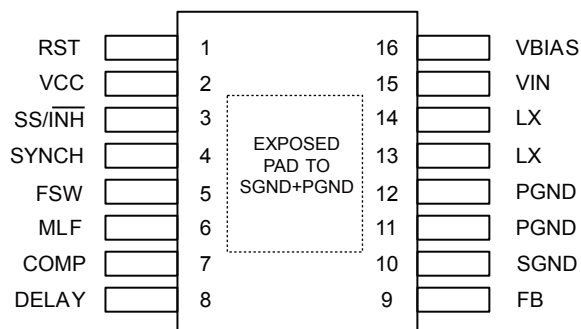 RST 1 16 VBIAS
VCC 2 15 VIN
SS/INH 3 14 LX
SYNCH 4 13 LX
FSW 5 12 PGND
MLF 6 11 PGND
COMP 7 10 SGND
DELAY 8 9 FB
EXPOSED
PAD TO
SGND+PGND